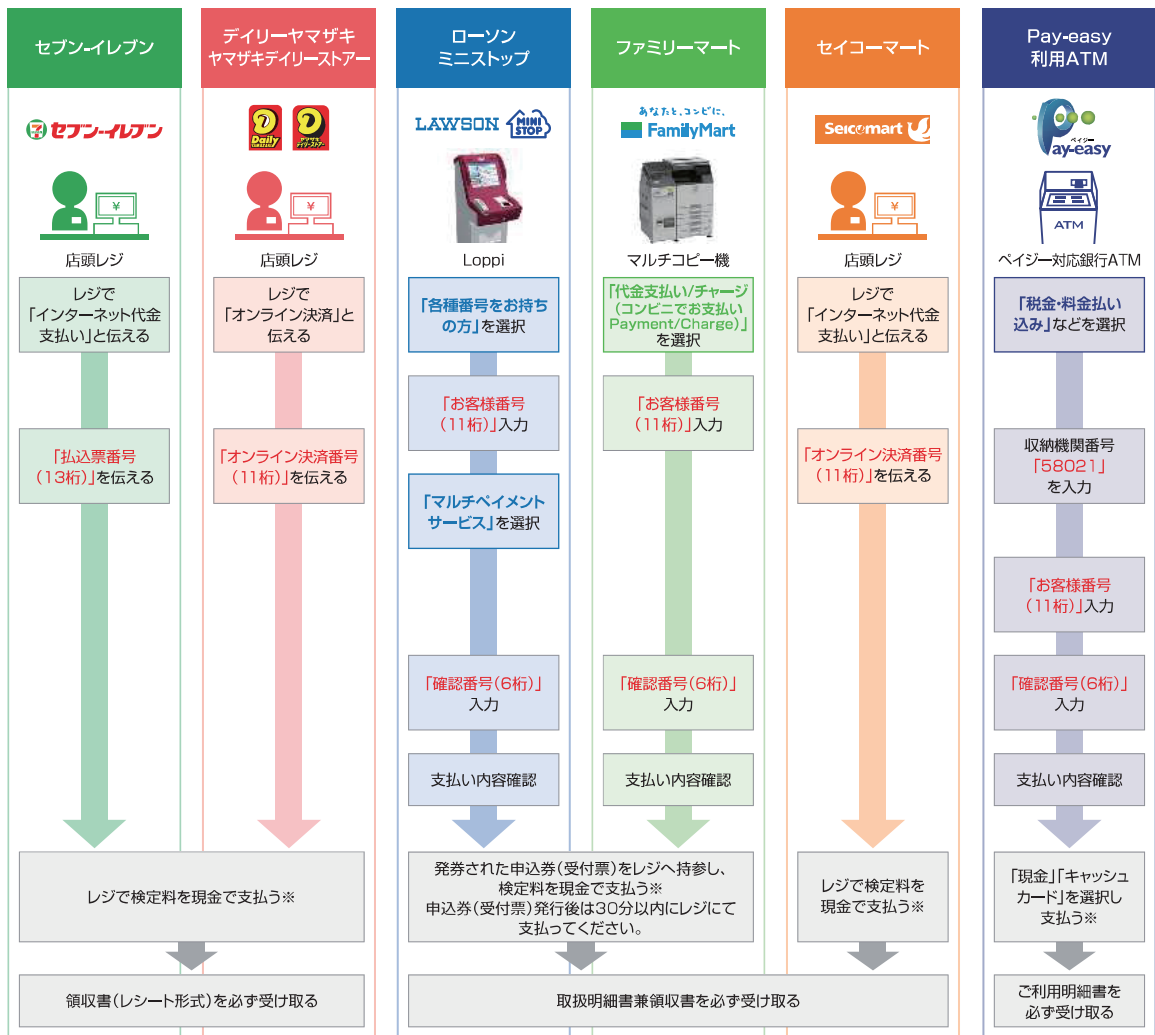 セブン-イレブン
デイリーヤマザキ
ヤマザキデイリーストアー
ローソン
ミニストップ
ファミリーマート
セイコーマート
Pay-easy
利用ATM
セブン-イレブン
Daily
YAMAZAKI
ヤマザキ
デイリーストアー
LAWSON
MINI
STOP
あなたと、コンビに、
FamilyMart
Seicomart
ペイジー
Pay-easy
¥
¥
¥
ATM
店頭レジ
店頭レジ
Loppi
マルチコピー機
店頭レジ
ペイジー対応銀行ATM
レジで
「インターネット代金
支払い」と伝える
レジで
「オンライン決済」と
伝える
「各種番号をお持ち
の方」を選択
「代金支払い/チャージ
(コンビニでお支払い
Payment/Charge)」
を選択
レジで
「インターネット代金
支払い」と伝える
「税金・料金払い
込み」などを選択
「お客様番号
(11桁)」入力
「お客様番号
(11桁)」入力
「払込票番号
(13桁)」を伝える
「オンライン決済番号
(11桁)」を伝える
「マルチペイメント
サービス」を選択
「オンライン決済番号
(11桁)」を伝える
収納機関番号
「58021」
を入力
「お客様番号
(11桁)」入力
「確認番号(6桁)」
入力
「確認番号(6桁)」
入力
「確認番号(6桁)」
入力
支払い内容確認
支払い内容確認
支払い内容確認
レジで検定料を現金で支払う※
発券された申込券(受付票)をレジへ持参し、
検定料を現金で支払う※
申込券(受付票)発行後は30分以内にレジにて
支払ってください。
レジで検定料を
現金で支払う※
「現金」「キャッシュ
カード」を選択し
支払う※
領収書(レシート形式)を必ず受け取る
取扱明細書兼領収書を必ず受け取る
ご利用明細書を
必ず受け取る